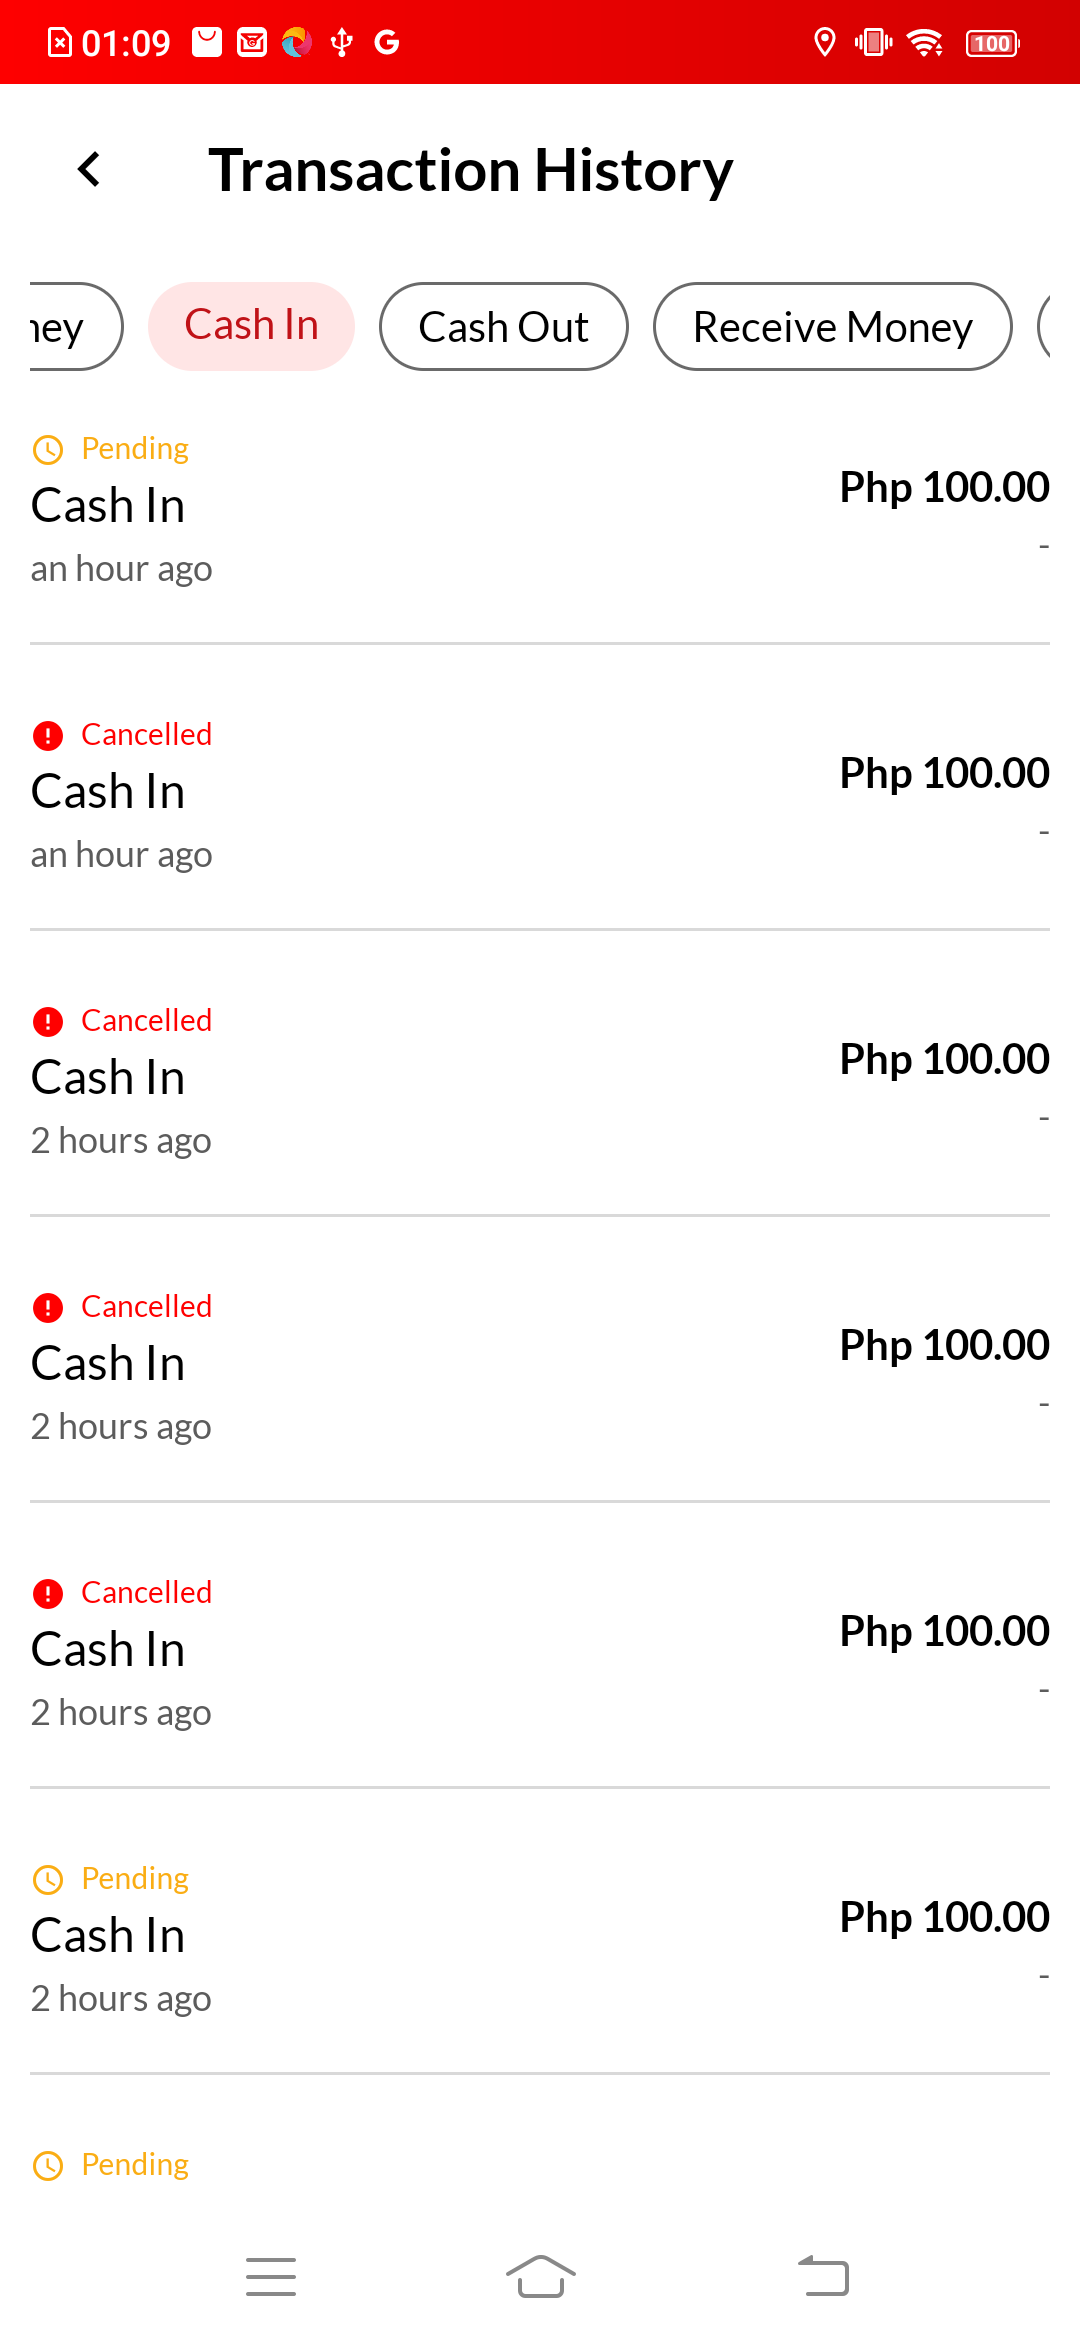 01:09
100
Transaction History
ney
Cash In
Cash Out
Receive Money
Pending
Cash In
Php 100.00
-
an hour ago
Cancelled
Cash In
Php 100.00
-
an hour ago
Cancelled
Cash In
Php 100.00
-
2 hours ago
Cancelled
Cash In
Php 100.00
-
2 hours ago
Cancelled
Cash In
Php 100.00
-
2 hours ago
Pending
Cash In
Php 100.00
-
2 hours ago
Pending